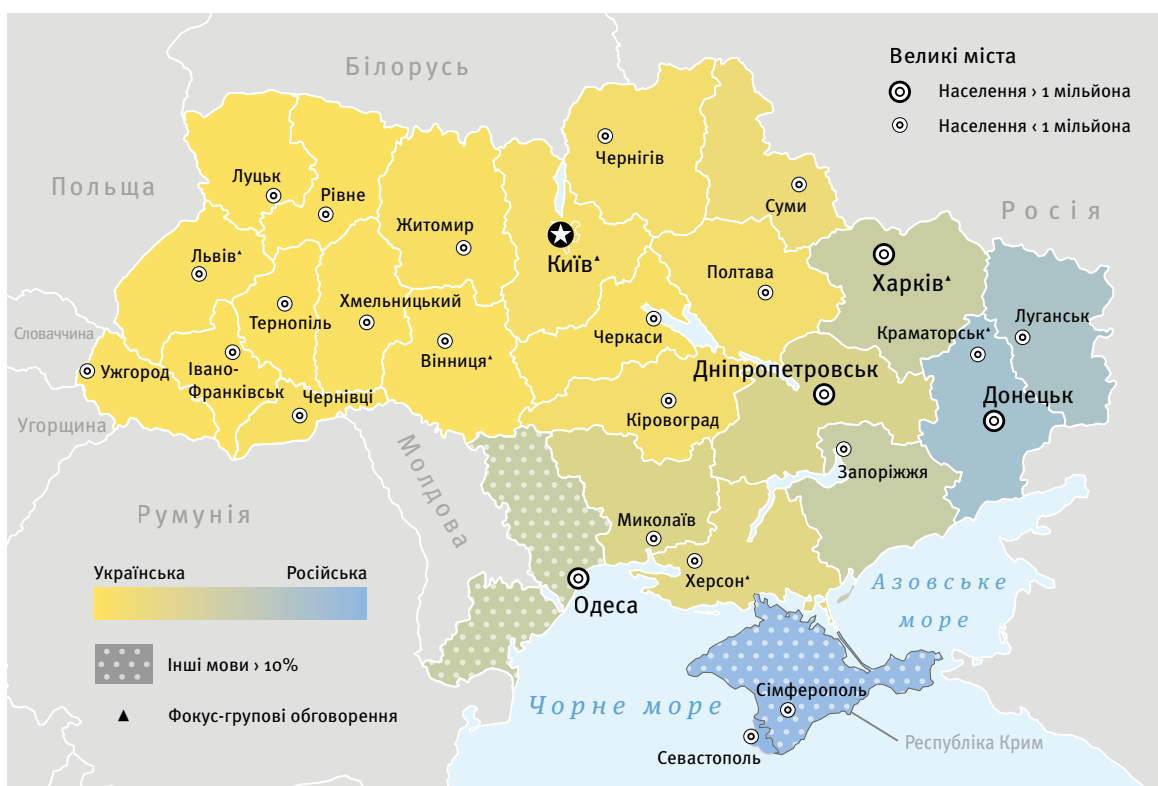 Білорусь
Великі міста
Населення › 1 мільйона
Населення ‹ 1 мільйона
Польща
Росія
Чернігів
Луцьк
Рівне
Суми
Житомир
Київ▲
Львів▲
Полтава
Харків▲
Хмельницький
Тернопіль
Черкаси
Луганськ
Краматорськ▲
Словаччина
Вінниця▲
Ужгород
Івано-
Франківськ
Дніпропетровськ
Чернівці
Донецьк
Кіровоград
Угорщина
Молдова
Запоріжжя
Румунія
Миколаїв
Українська
Російська
Херсон▲
Азовське
море
Одеса
Інші мови › 10%
Сімферополь
Чорне море
▲ Фокус-групові обговорення
Республіка Крим
Севастополь